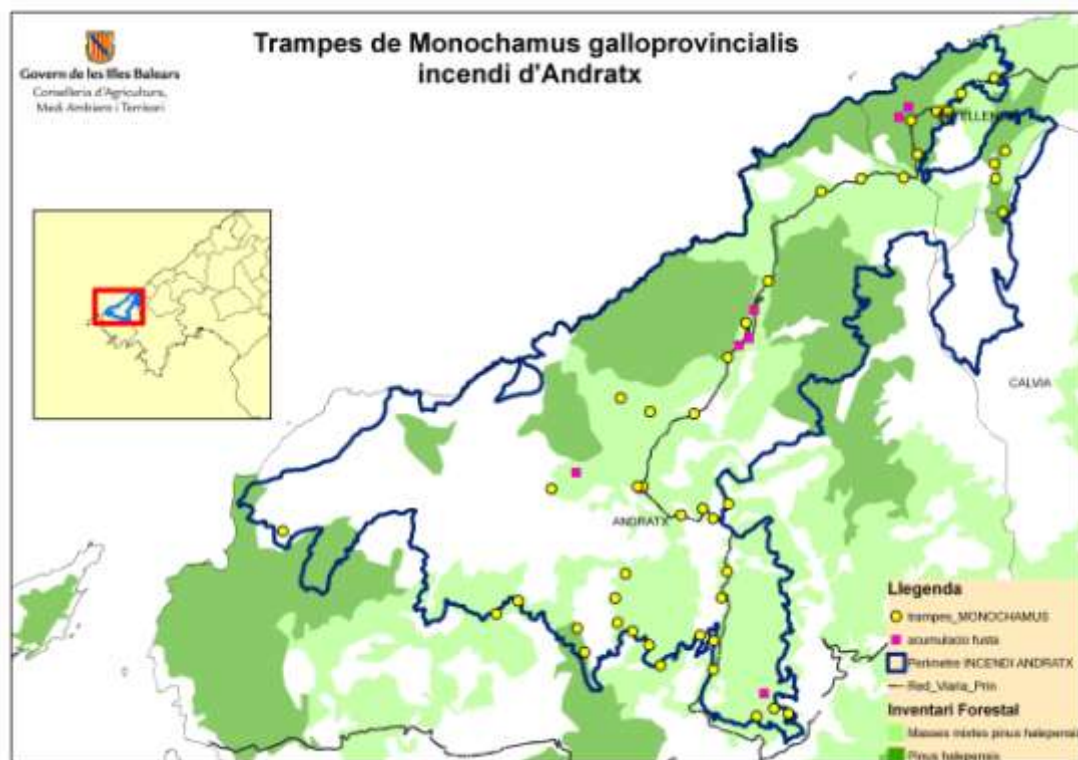 Trampes de Monochamus galloprovincialis
incendi d'Andratx
Govern de les Illes Balears
Conselleria d'Agricultura,
Medi Ambient i Territori
CALVIA
ANDRATX
Llegenda
trampes_MONOCHAMUS
acumulacio fusta
Perimetre INCENDI ANDRATX
Red_Viaria_Prin
Inventari Forestal
Masses mixtes pinus halepensis
Pinus halepensis